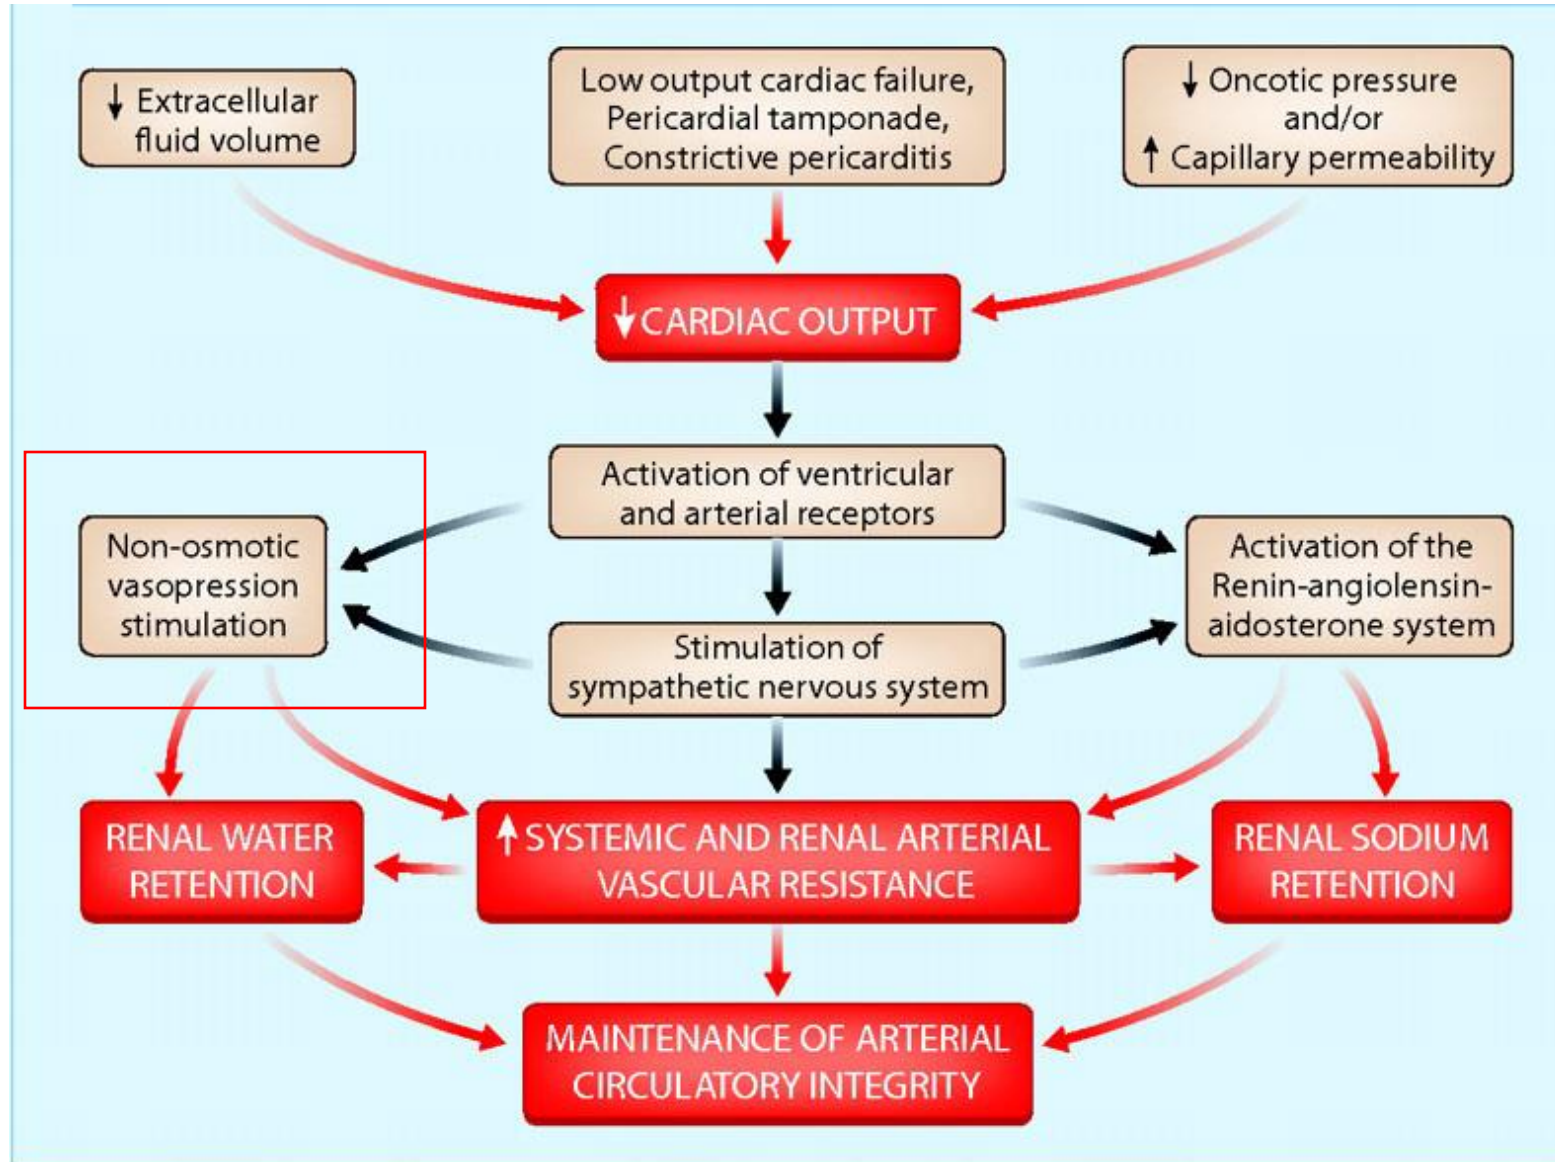 ↓ Extracellular
fluid volume
Low output cardiac failure,
Pericardial tamponade,
Constrictive pericarditis
↓ Oncotic pressure
and/or
↑ Capillary permeability
↓ CARDIAC OUTPUT
Activation of ventricular
and arterial receptors
Non-osmotic
vasopression
stimulation
Activation of the
Renin-angiolensin-
aidosterone system
Stimulation of
sympathetic nervous system
RENAL WATER
RETENTION
↑ SYSTEMIC AND RENAL ARTERIAL
VASCULAR RESISTANCE
RENAL SODIUM
RETENTION
MAINTENANCE OF ARTERIAL
CIRCULATORY INTEGRITY